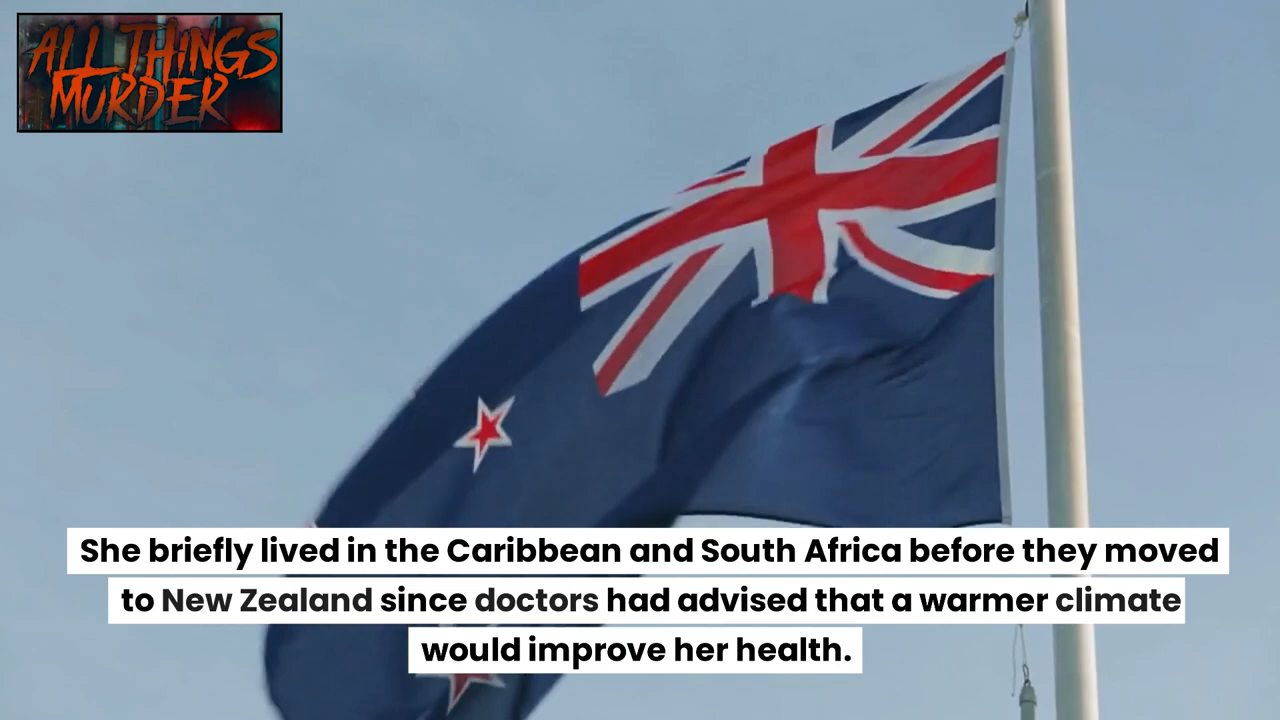 ALL THINGS
MURDER
She briefly lived in the Caribbean and South Africa before they moved
to New Zealand since doctors had advised that a warmer climate
would improve her health.